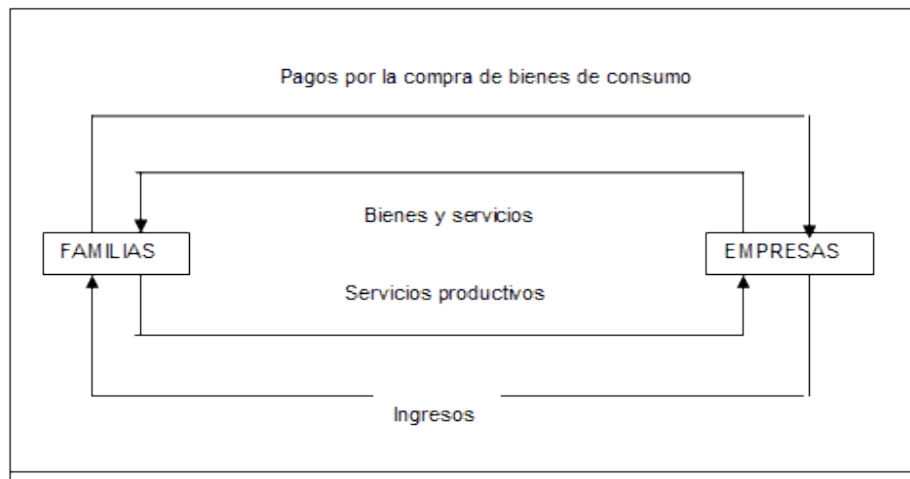 Pagos por la compra de bienes de consumo
Bienes y servicios
FAMILIAS
EMPRESAS
Servicios productivos
Ingresos